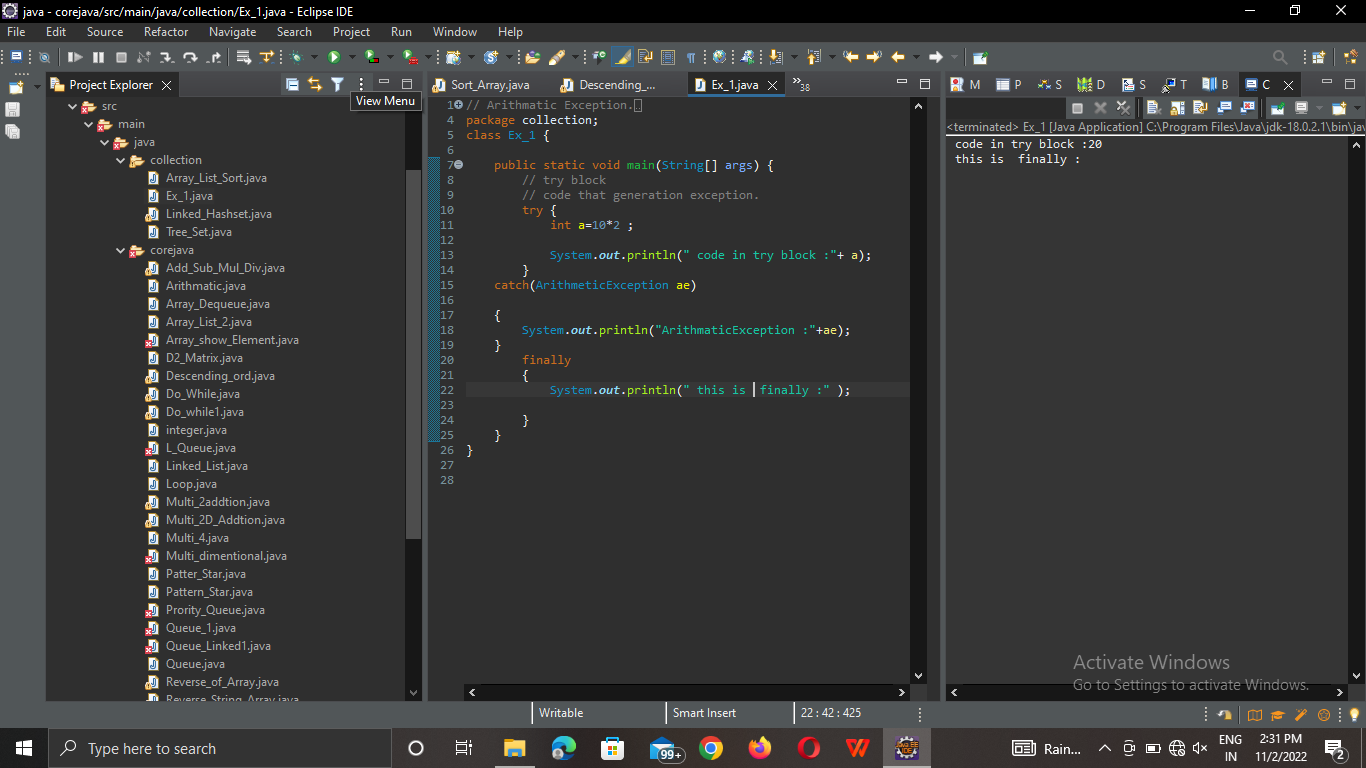 java - corejava/src/main/java/collection/Ex_1.java - Eclipse IDE
File Edit Source Refactor Navigate Search Project Run Window Help
Project Explorer
View Menu
src
main
java
collection
Array_List_Sort.java
Ex_1.java
Linked_Hashset.java
Tree_Set.java
corejava
Add_Sub_Mul_Div.java
Arithmatic.java
Array_Dequeue.java
Array_List_2.java
Array_show_Element.java
D2_Matrix.java
Descending_ord.java
Do_While.java
Do_while1.java
integer.java
L_Queue.java
Linked_List.java
Loop.java
Multi_2addtion.java
Multi_2D_Addtion.java
Multi_4.java
Multi_dimentional.java
Patter_Star.java
Pattern_Star.java
Prority_Queue.java
Queue_1.java
Queue_Linked1.java
Queue.java
Reverse_of_Array.java
Reverse_String_Array.java
Sort_Array.java Descending_... Ex_1.java »38
1 // Arithmatic Exception.
4 package collection;
5 class Ex_1 {
6
7 public static void main(String[] args) {
8 // try block
9 // code that generation exception.
10 try {
11 int a=10*2 ;
12
13 System.out.println(" code in try block :"+ a);
14 }
15 catch(ArithmeticException ae)
16
17 {
18 System.out.println("ArithmaticException :"+ae);
19 }
20 finally
21 {
22 System.out.println(" this is  finally :" );
23
24 }
25 }
26 }
27
28
M P S D S T B C
<terminated> Ex_1 [Java Application] C:\Program Files\Java\jdk-18.0.2.1\bin\jav
code in try block :20
this is  finally :
Activate Windows
Go to Settings to activate Windows.
Writable Smart Insert 22 : 42 : 425
Type here to search
99+
JAVA EE
IDE
Rain...
ENG
IN
2:31 PM
11/2/2022
2